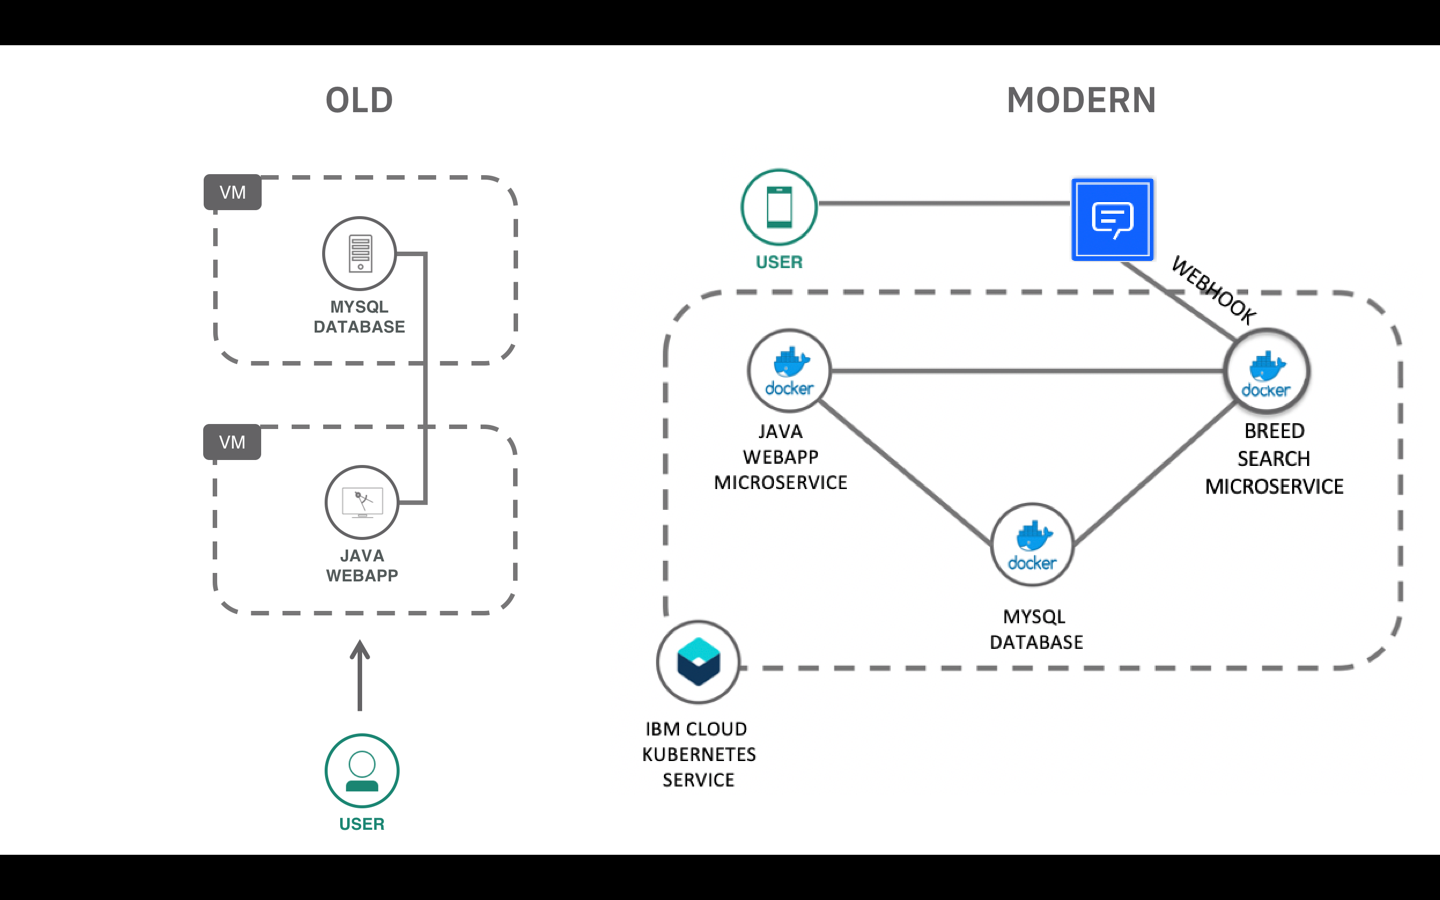 OLD
VM
MYSQL
DATABASE
VM
JAVA
WEBAPP
USER
MODERN
USER
WEBHOOK
docker
JAVA
WEBAPP
MICROSERVICE
docker
BREED
SEARCH
MICROSERVICE
docker
MYSQL
DATABASE
IBM CLOUD
KUBERNETES
SERVICE